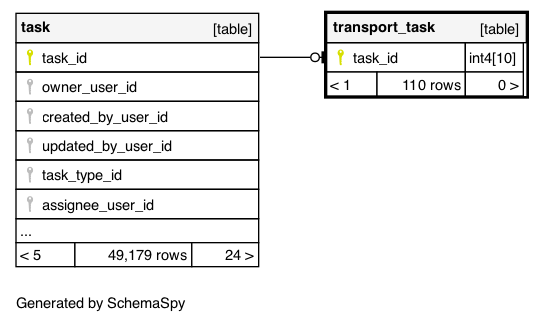 task [table]
task_id
owner_user_id
created_by_user_id
updated_by_user_id
task_type_id
assignee_user_id
...
< 5 49,179 rows 24 >
transport_task [table]
task_id int4[10]
< 1 110 rows 0 >
Generated by SchemaSpy